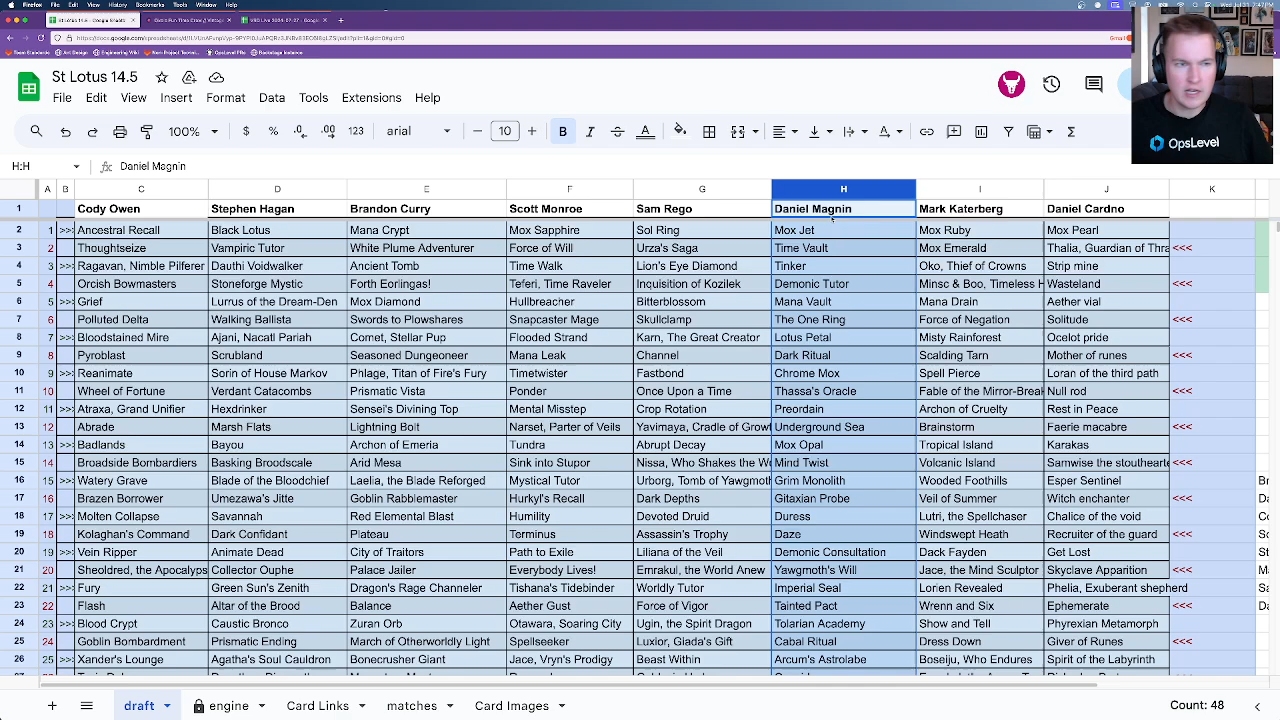 Firefox File Edit View History Bookmarks Tools Window Help
St Lotus 14.5
File Edit View Insert Format Data Tools Extensions Help
100% $ % .0 .00 123 arial 10 B I
H:H fx Daniel Magnin
A B C D E F G H I J K
1 Cody Owen Stephen Hagan Brandon Curry Scott Monroe Sam Rego Daniel Magnin Mark Katerberg Daniel Cardno
2 1 >>> Ancestral Recall Black Lotus Mana Crypt Mox Sapphire Sol Ring Mox Jet Mox Ruby Mox Pearl
3 2 Thoughtseize Vampiric Tutor White Plume Adventurer Force of Will Urza's Saga Time Vault Mox Emerald Thalia, Guardian of Thra <<<
4 3 >>> Ragavan, Nimble Pilferer Dauthi Voidwalker Ancient Tomb Time Walk Lion's Eye Diamond Tinker Oko, Thief of Crowns Strip mine
5 4 Orcish Bowmasters Stoneforge Mystic Forth Eorlingas! Teferi, Time Raveler Inquisition of Kozilek Demonic Tutor Minsc & Boo, Timeless H Wasteland <<<
6 5 >>> Grief Lurrus of the Dream-Den Mox Diamond Hullbreacher Bitterblossom Mana Vault Mana Drain Aether vial
7 6 Polluted Delta Walking Ballista Swords to Plowshares Snapcaster Mage Skullclamp The One Ring Force of Negation Solitude <<<
8 7 >>> Bloodstained Mire Ajani, Nacatl Pariah Comet, Stellar Pup Flooded Strand Karn, The Great Creator Lotus Petal Misty Rainforest Ocelot pride
9 8 Pyroblast Scrubland Seasoned Dungeoneer Mana Leak Channel Dark Ritual Scalding Tarn Mother of runes <<<
10 9 >>> Reanimate Sorin of House Markov Phlage, Titan of Fire's Fury Timetwister Fastbond Chrome Mox Spell Pierce Loran of the third path
11 10 Wheel of Fortune Verdant Catacombs Prismatic Vista Ponder Once Upon a Time Thassa's Oracle Fable of the Mirror-Break Null rod <<<
12 11 >>> Atraxa, Grand Unifier Hexdrinker Sensei's Divining Top Mental Misstep Crop Rotation Preordain Archon of Cruelty Rest in Peace
13 12 Abrade Marsh Flats Lightning Bolt Narset, Parter of Veils Yavimaya, Cradle of Growt Underground Sea Brainstorm Faerie macabre <<<
14 13 >>> Badlands Bayou Archon of Emeria Tundra Abrupt Decay Mox Opal Tropical Island Karakas
15 14 Broadside Bombardiers Basking Broodscale Arid Mesa Sink into Stupor Nissa, Who Shakes the Wo Mind Twist Volcanic Island Samwise the stouthearte <<<
16 15 >>> Watery Grave Blade of the Bloodchief Laelia, the Blade Reforged Mystical Tutor Urborg, Tomb of Yawgmoth Grim Monolith Wooded Foothills Esper Sentinel
17 16 Brazen Borrower Umezawa's Jitte Goblin Rabblemaster Hurkyl's Recall Dark Depths Gitaxian Probe Veil of Summer Witch enchanter <<<
18 17 >>> Molten Collapse Savannah Red Elemental Blast Humility Devoted Druid Duress Lutri, the Spellchaser Chalice of the void
19 18 Kolaghan's Command Dark Confidant Plateau Terminus Assassin's Trophy Daze Windswept Heath Recruiter of the guard <<<
20 19 >>> Vein Ripper Animate Dead City of Traitors Path to Exile Liliana of the Veil Demonic Consultation Dack Fayden Get Lost
21 20 Sheoldred, the Apocalyps Collector Ouphe Palace Jailer Everybody Lives! Emrakul, the World Anew Yawgmoth's Will Jace, the Mind Sculptor Skyclave Apparition <<<
22 21 >>> Fury Green Sun's Zenith Dragon's Rage Channeler Tishana's Tidebinder Worldly Tutor Imperial Seal Lorien Revealed Phelia, Exuberant shepherd
23 22 Flash Altar of the Brood Balance Aether Gust Force of Vigor Tainted Pact Wrenn and Six Ephemerate <<<
24 23 >>> Blood Crypt Caustic Bronco Zuran Orb Otawara, Soaring City Ugin, the Spirit Dragon Tolarian Academy Show and Tell Phyrexian Metamorph
25 24 Goblin Bombardment Prismatic Ending March of Otherworldly Light Spellseeker Luxior, Giada's Gift Cabal Ritual Dress Down Giver of Runes <<<
26 25 >>> Xander's Lounge Agatha's Soul Cauldron Bonecrusher Giant Jace, Vryn's Prodigy Beast Within Arcum's Astrolabe Boseiju, Who Endures Spirit of the Labyrinth
draft engine Card Links matches Card Images Count: 48
OpsLevel